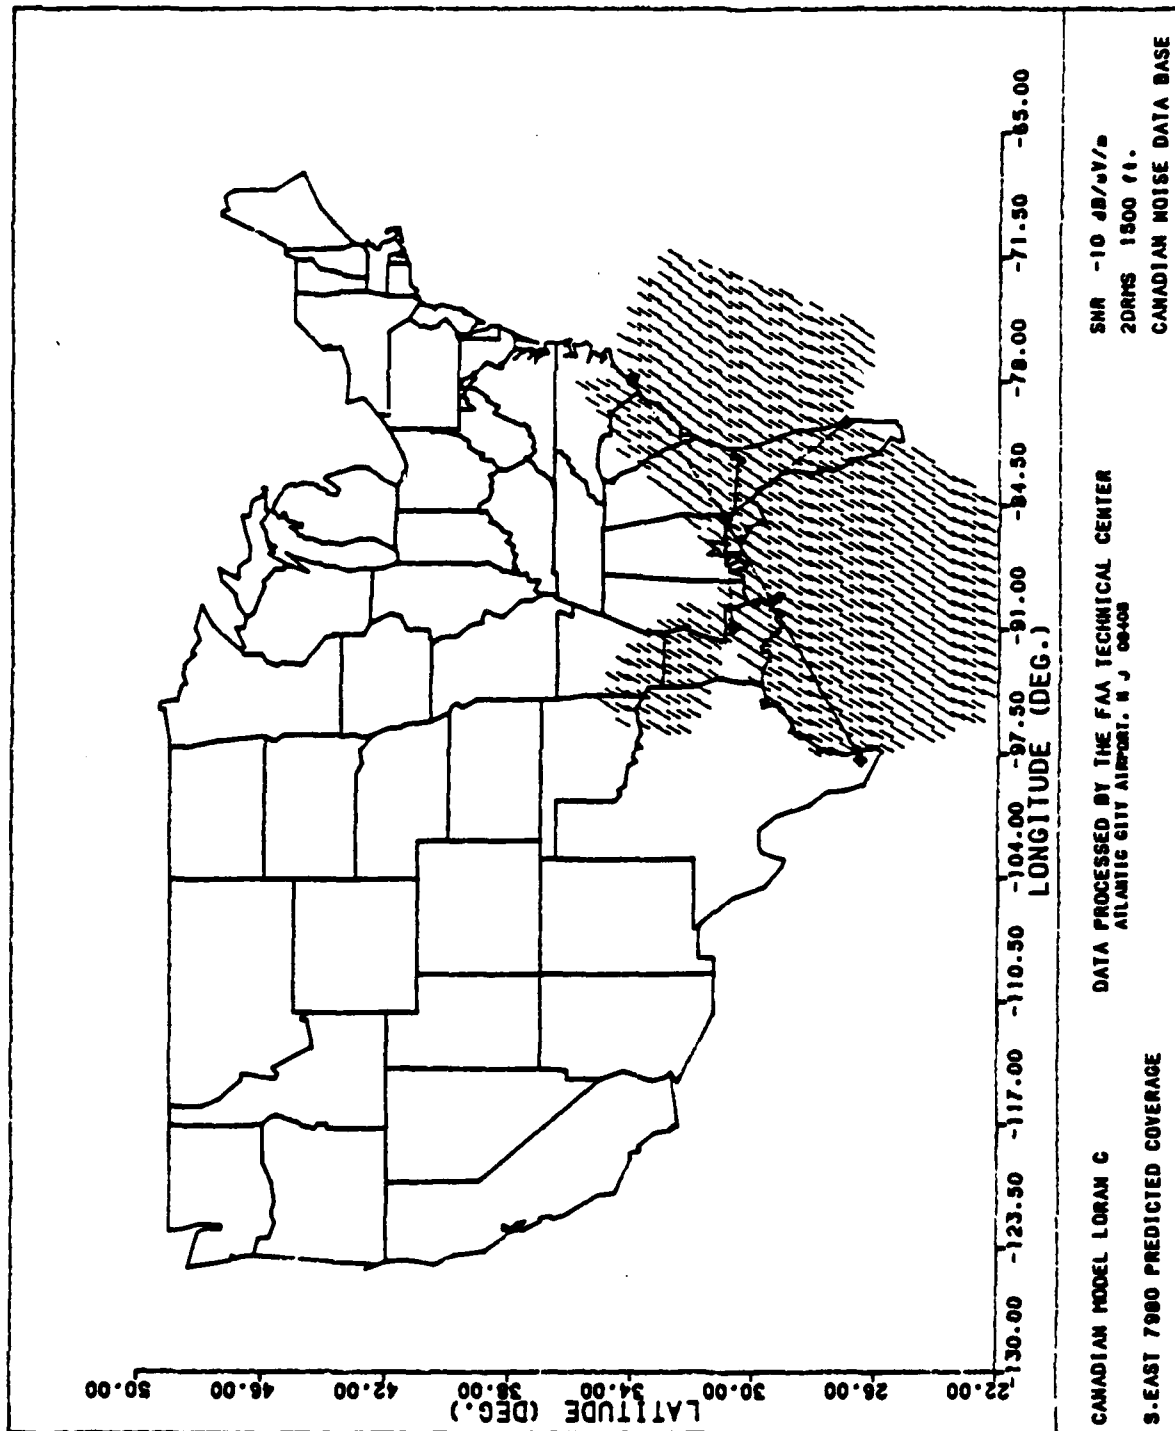 50.00
46.00
42.00
38.00
34.00
30.00
26.00
22.00
LATITUDE (DEG.)
-130.00
-123.50
-117.00
-110.50
-104.00
-97.50
-91.00
-84.50
-78.00
-71.50
-65.00
LONGITUDE (DEG.)
CANADIAN MODEL LORAN C
DATA PROCESSED BY THE FAA TECHNICAL CENTER
ATLANTIC CITY AIRPORT. N J 08405
SNR -10 dB/uV/m
2DRMS 1500 ft.
S-EAST 7980 PREDICTED COVERAGE
CANADIAN NOISE DATA BASE